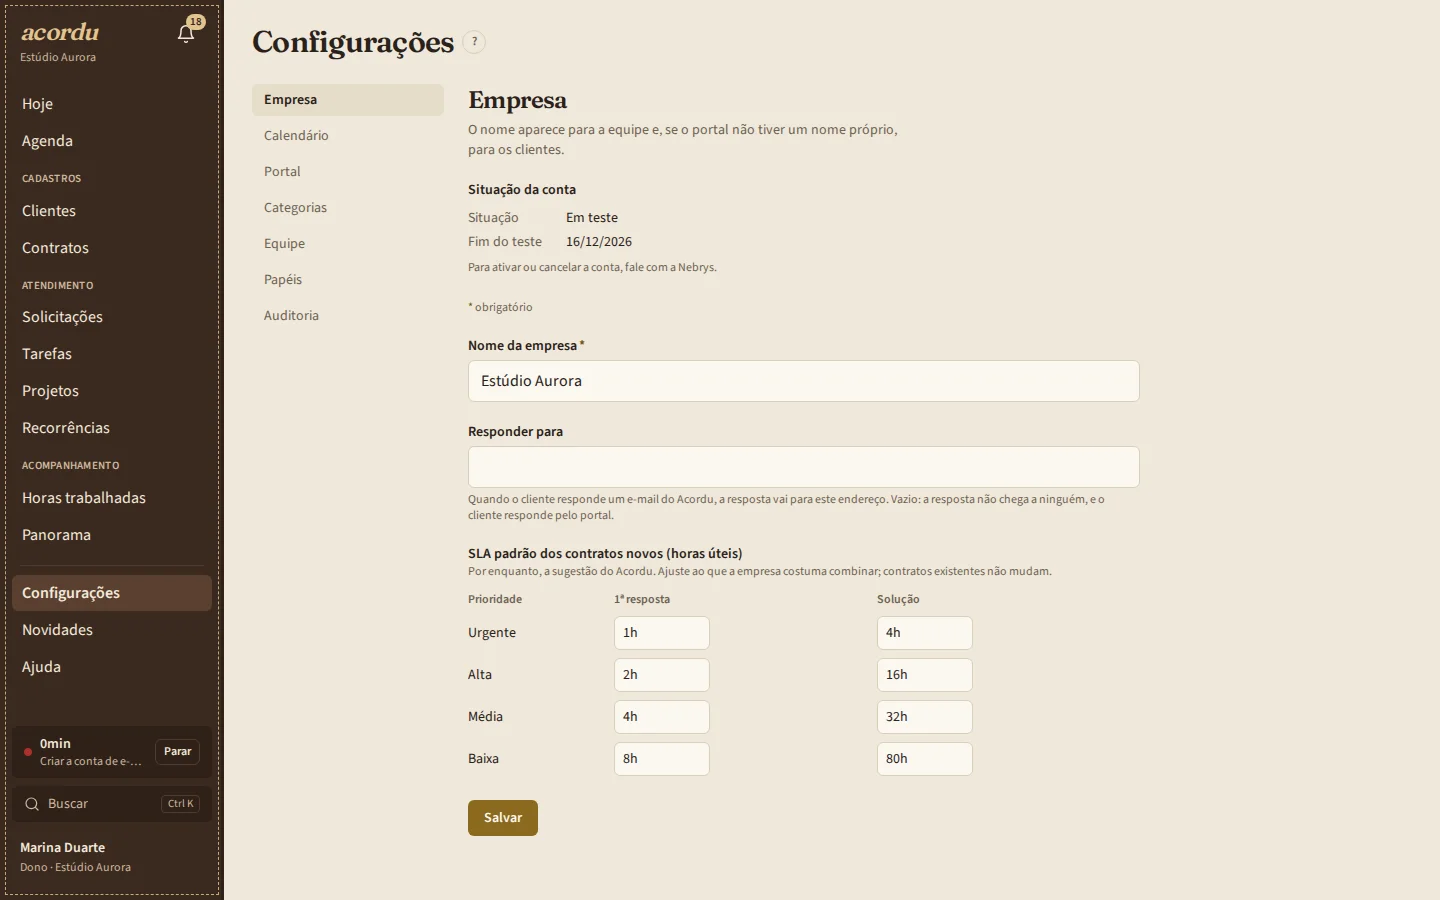 acordu
18
Estúdio Aurora
Hoje
Agenda
CADASTROS
Clientes
Contratos
ATENDIMENTO
Solicitações
Tarefas
Projetos
Recorrências
ACOMPANHAMENTO
Horas trabalhadas
Panorama
Configurações
Novidades
Ajuda
0min
Criar a conta de e-…
Parar
Buscar
Ctrl K
Marina Duarte
Dono · Estúdio Aurora
Configurações ?
Empresa
Calendário
Portal
Categorias
Equipe
Papéis
Auditoria
Empresa
O nome aparece para a equipe e, se o portal não tiver um nome próprio,
para os clientes.
Situação da conta
Situação Em teste
Fim do teste 16/12/2026
Para ativar ou cancelar a conta, fale com a Nebrys.
* obrigatório
Nome da empresa *
Estúdio Aurora
Responder para
Quando o cliente responde um e-mail do Acordu, a resposta vai para este endereço. Vazio: a resposta não chega a ninguém, e o
cliente responde pelo portal.
SLA padrão dos contratos novos (horas úteis)
Por enquanto, a sugestão do Acordu. Ajuste ao que a empresa costuma combinar; contratos existentes não mudam.
Prioridade 1ª resposta Solução
Urgente 1h 4h
Alta 2h 16h
Média 4h 32h
Baixa 8h 80h
Salvar